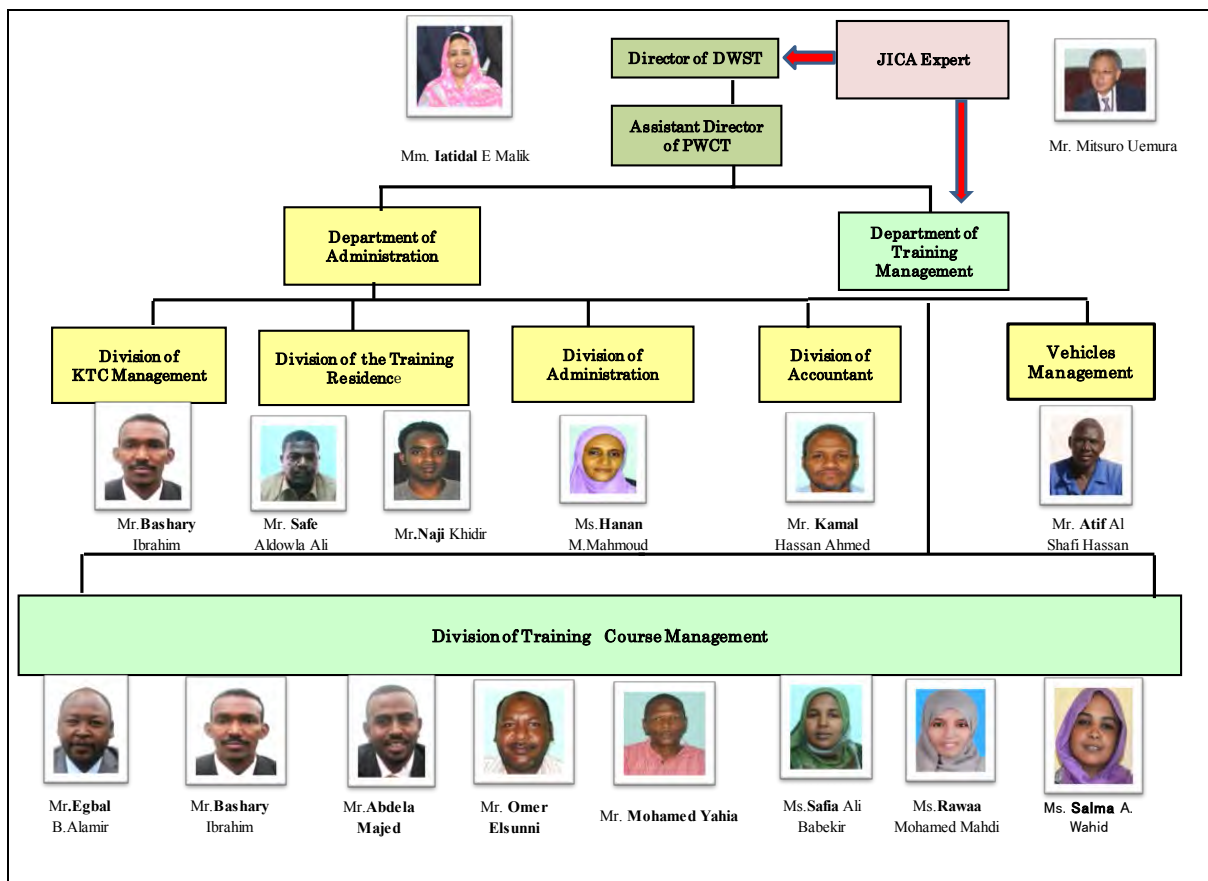 Director of DWST
JICA Expert
Mm. Iatidal E Malik
Assistant Director
of PWCT
Mr. Mitsuro Uemura
Department of
Administration
Department of
Training
Management
Division of
KTC Management
Division of the Training
Residence
Division of
Administration
Division of
Accountant
Vehicles
Management
Mr.Bashary
Ibrahim
Mr. Safe
Aldowla Ali
Mr.Naji Khidir
Ms.Hanan
M.Mahmoud
Mr. Kamal
Hassan Ahmed
Mr. Atif Al
Shafi Hassan
Division of Training Course Management
Mr.Egbal
B.Alamir
Mr.Bashary
Ibrahim
Mr.Abdela
Majed
Mr. Omer
Elsunni
Mr. Mohamed Yahia
Ms.Safia Ali
Babekir
Ms.Rawaa
Mohamed Mahdi
Ms. Salma A.
Wahid